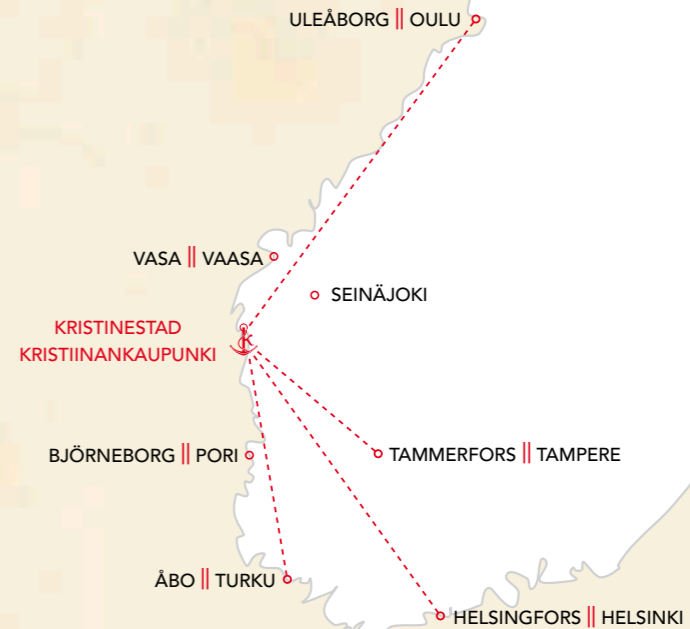 ULEÅBORG || OULU
VASA || VAASA
SEINÄJOKI
KRISTINESTAD
KRISTIINANKAUPUNKI
K
BJÖRNEBORG || PORI
TAMMERFORS || TAMPERE
ÅBO || TURKU
HELSINGFORS || HELSINKI